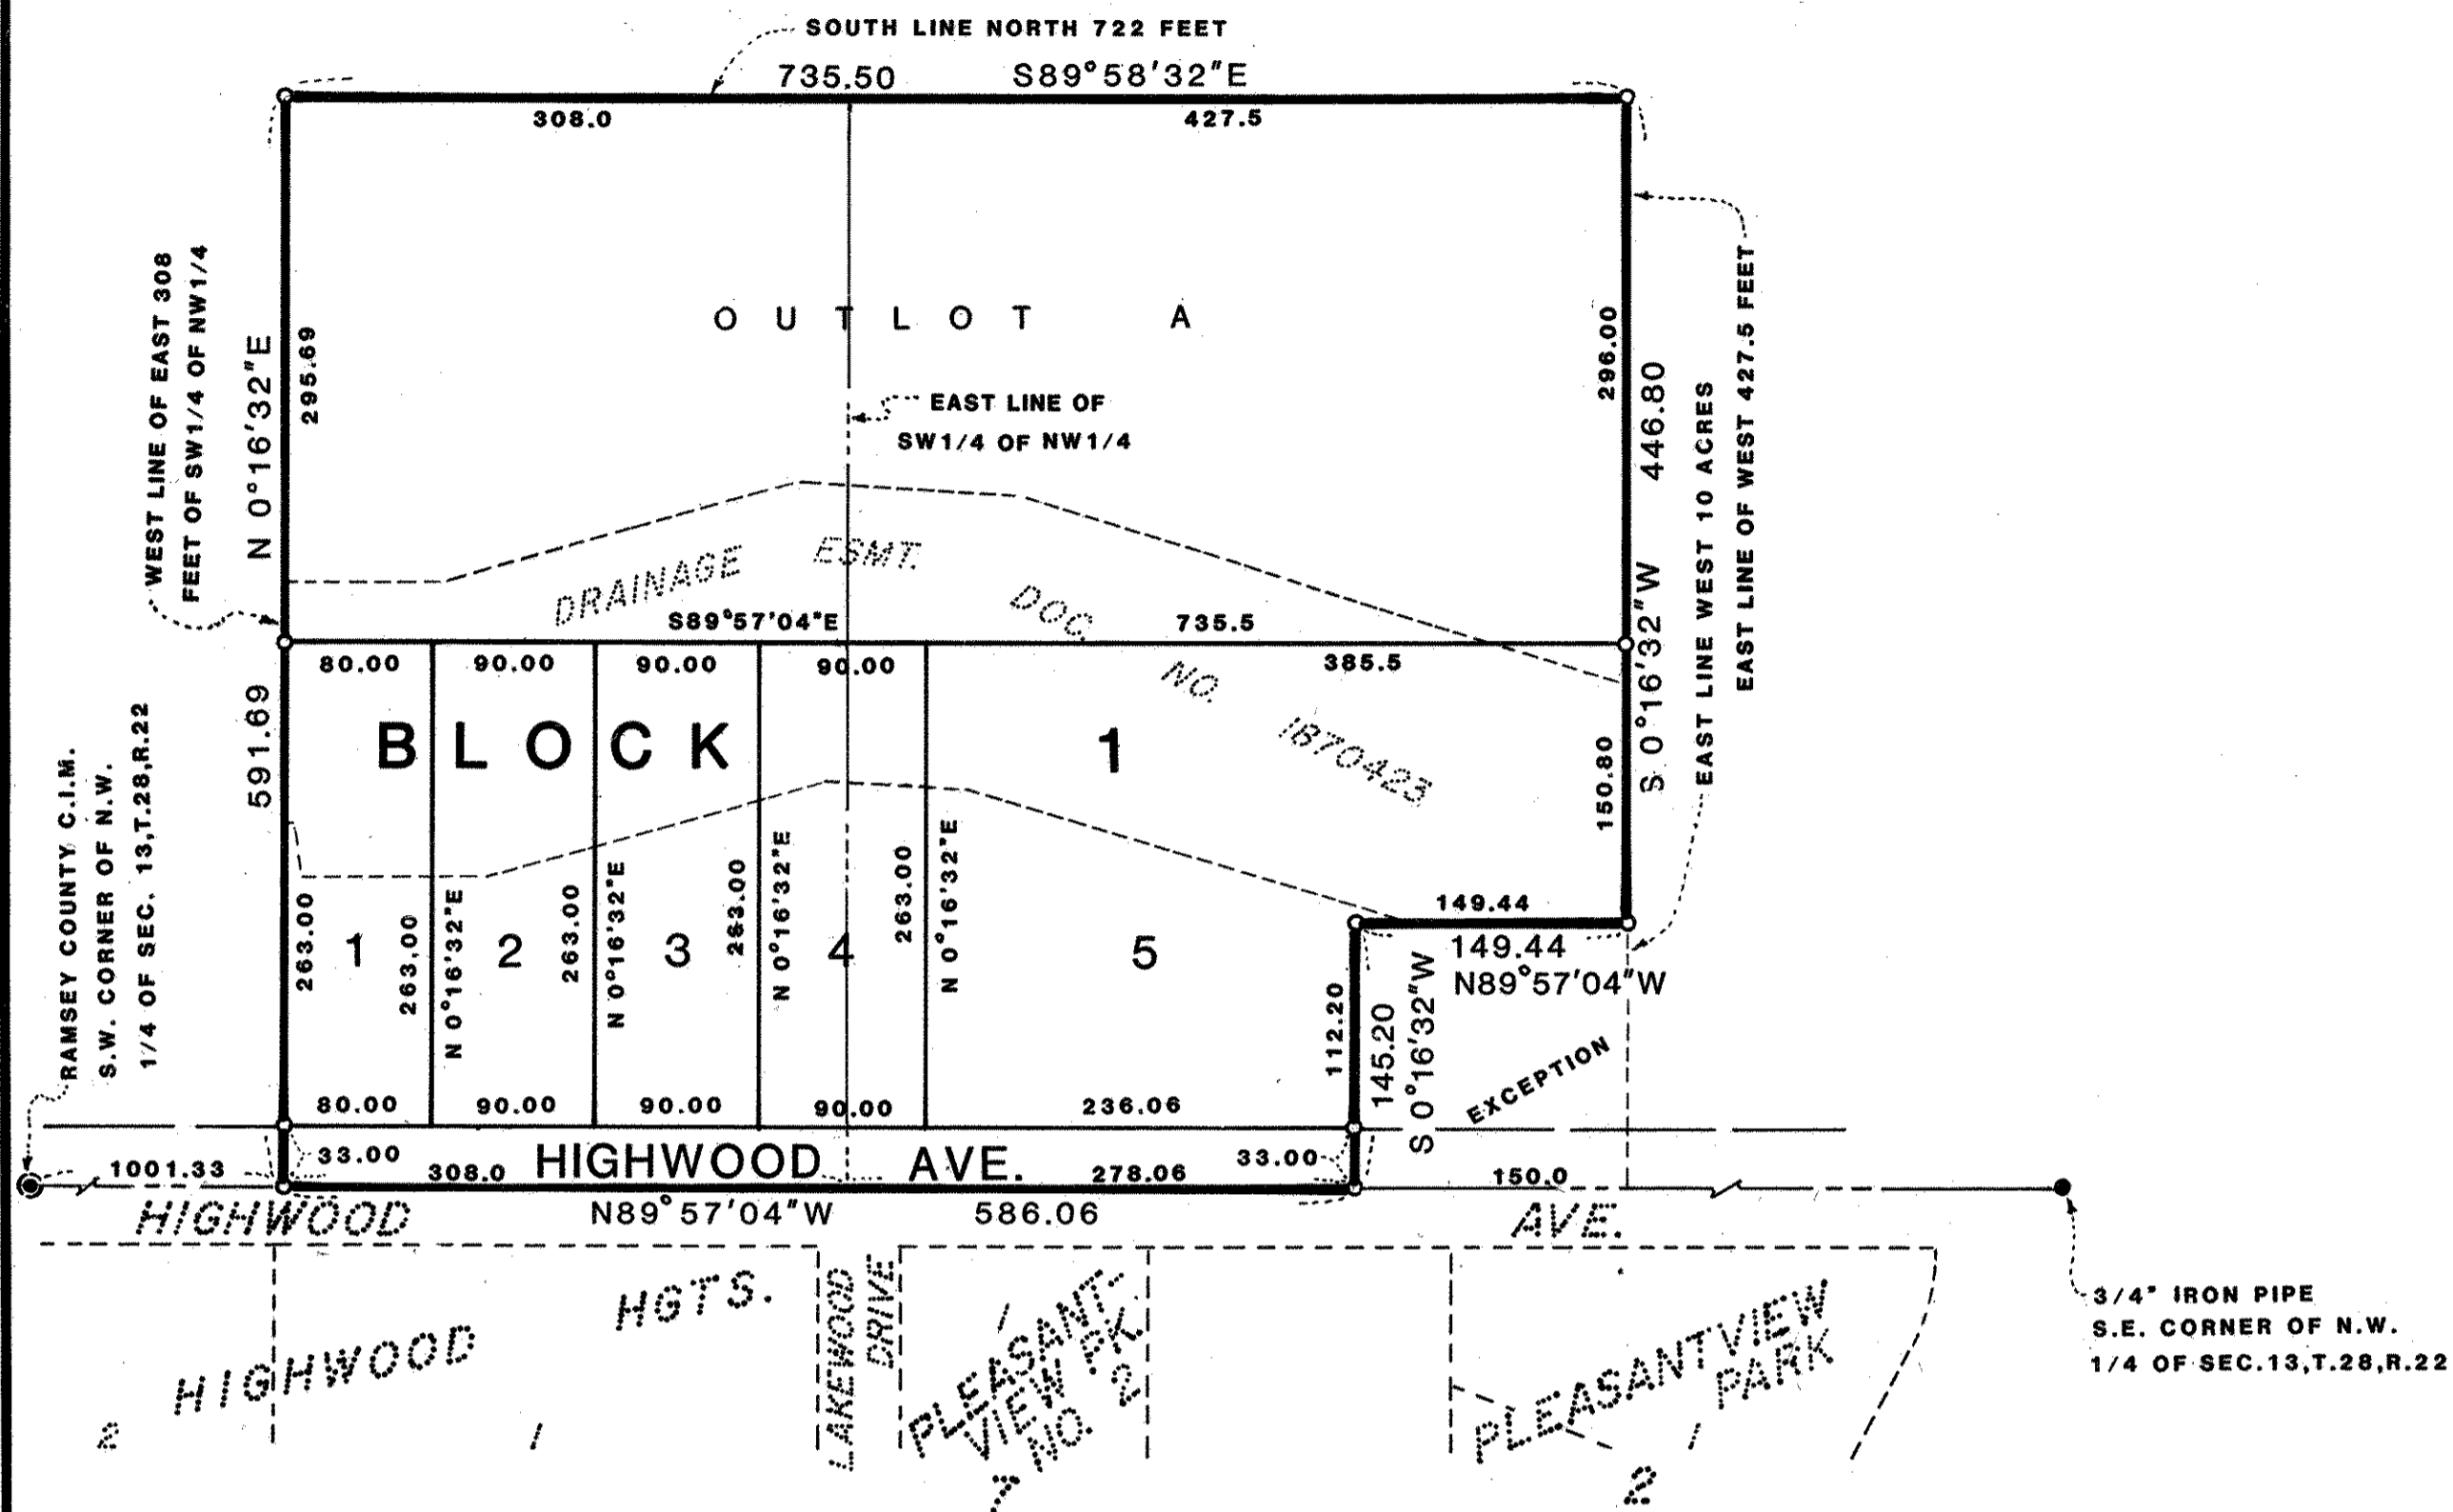 SOUTH LINE NORTH 722 FEET
735.50 S89°58'32"E
308.0 427.5
WEST LINE OF EAST 308
FEET OF SW1/4 OF NW1/4
N 0°16'32"E
295.69
OUTLOT A
296.00
446.80
EAST LINE OF WEST 427.5 FEET
EAST LINE WEST 10 ACRES
S 0°16'32"W
EAST LINE OF
SW1/4 OF NW1/4
DRAINAGE ESMT. DOC. NO. 1870423
S89°57'04"E 735.5
80.00 90.00 90.00 90.00 385.5
591.69
BLOCK 1
150.80
RAMSEY COUNTY C.I.M.
S.W. CORNER OF N.W.
1/4 OF SEC. 13,T.28,R.22
263.00
1
263.00
N 0°16'32"E
2
263.00
N 0°16'32"E
3
263.00
N 0°16'32"E
4
263.00
N 0°16'32"E
5
149.44
149.44
N89°57'04"W
112.20
145.20
S 0°16'32"W
EXCEPTION
80.00 90.00 90.00 90.00 236.06
1001.33
33.00
308.0
HIGHWOOD AVE.
278.06
33.00
150.0
HIGHWOOD AVE.
N89°57'04"W 586.06
HIGHWOOD HGTS.
2
1
LAKEWOOD
DRIVE
1
PLEASANT-
VIEW PK.
NO. 2
2
7
PLEASANTVIEW
PARK
1
2
3/4" IRON PIPE
S.E. CORNER OF N.W.
1/4 OF SEC.13,T.28,R.22